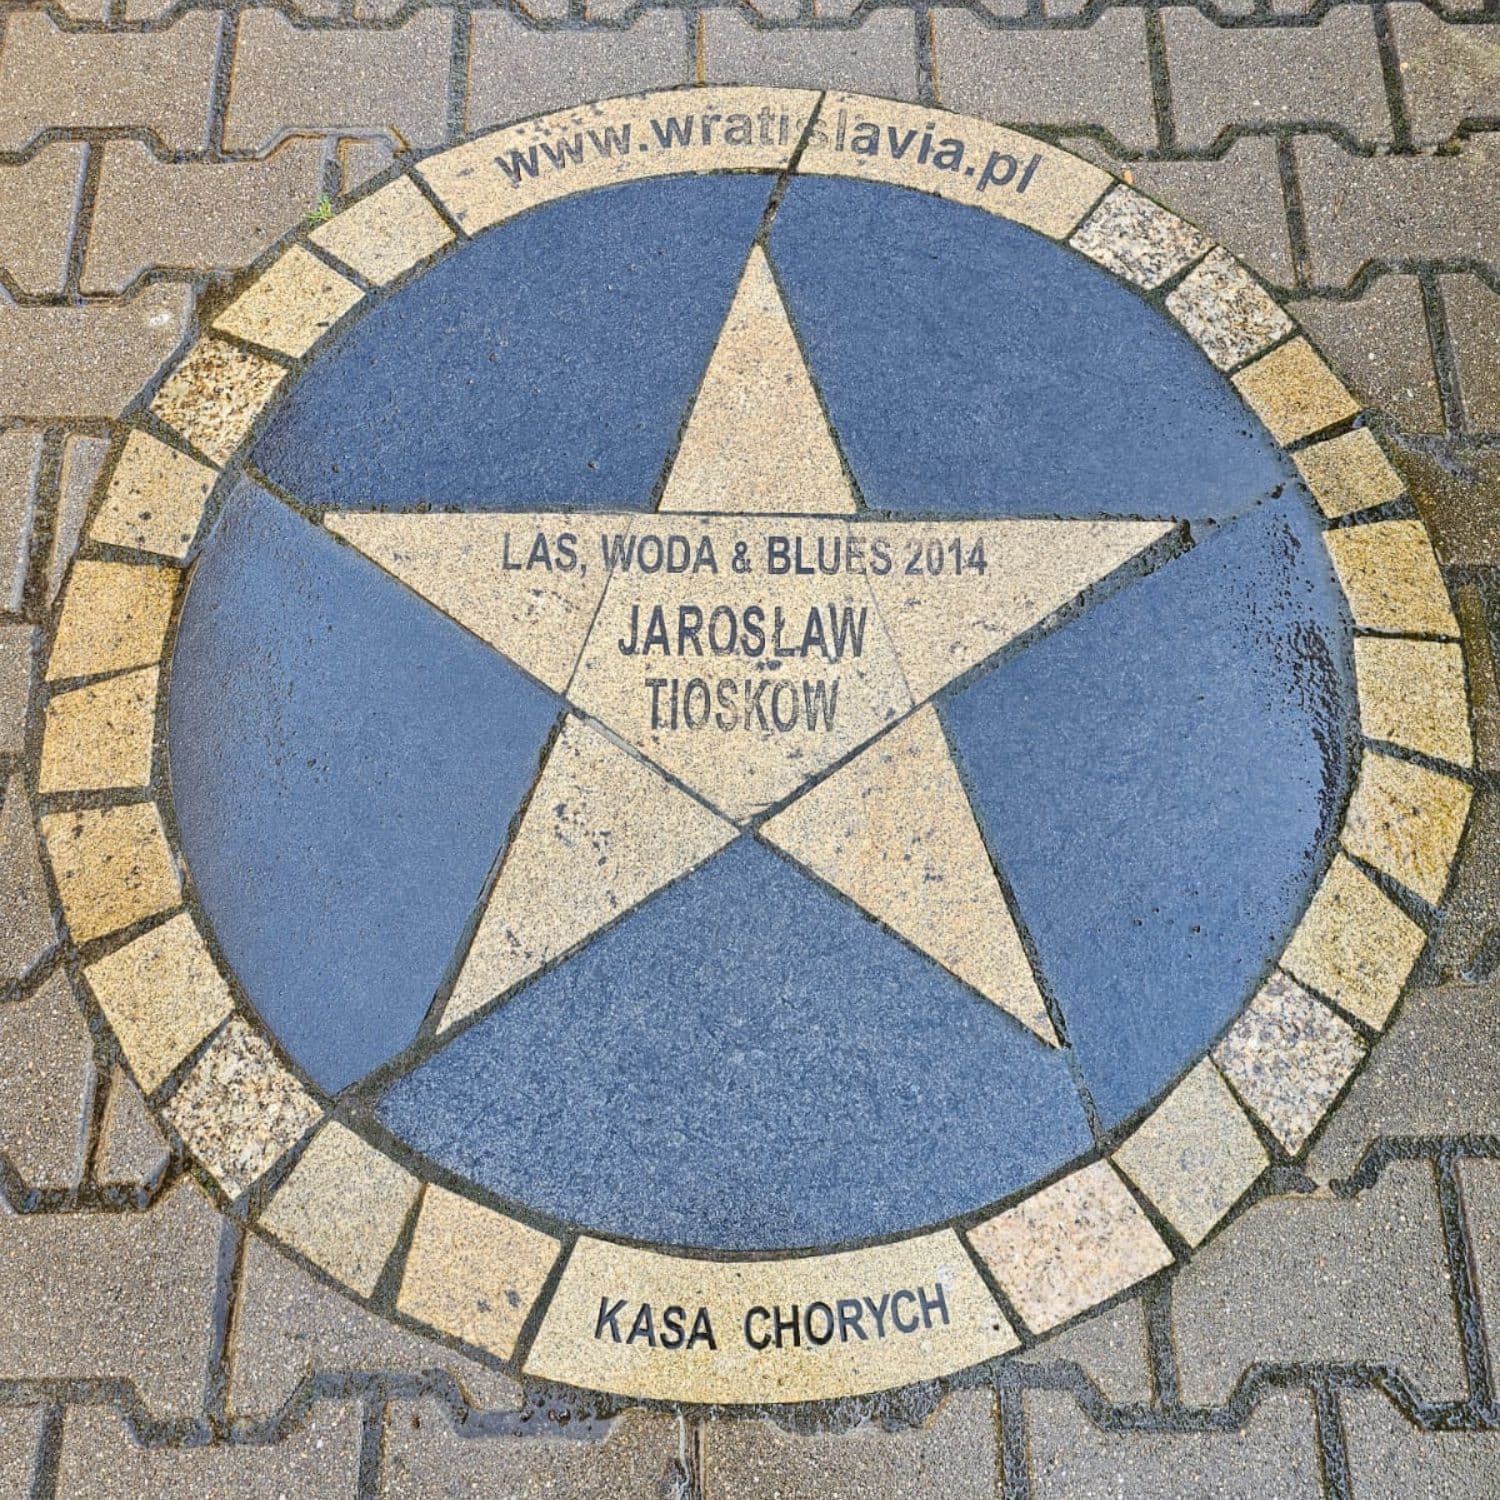 www.wratislavia.pl
LAS, WODA & BLUES 2014
JAROSŁAW
TIOSKOW
KASA CHORYCH